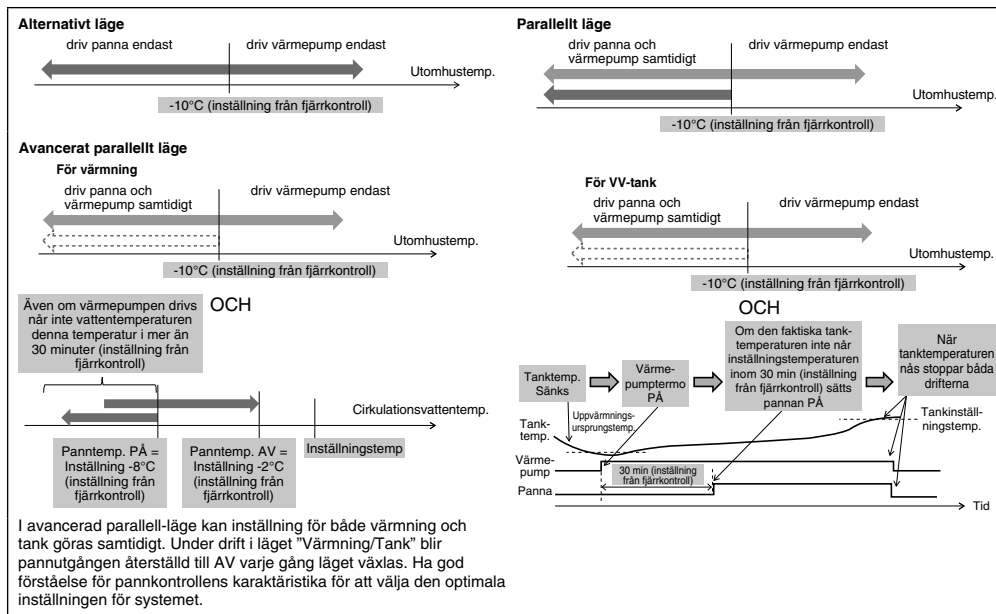 Alternativt läge
driv panna endast
driv värmepump endast
Utomhustemp.
-10°C (inställning från fjärrkontroll)
Parallellt läge
driv panna och
värmepump samtidigt
driv värmepump endast
Utomhustemp.
-10°C (inställning från fjärrkontroll)
Avancerat parallellt läge
För värmning
driv panna och
värmepump samtidigt
driv värmepump endast
Utomhustemp.
-10°C (inställning från fjärrkontroll)
OCH
Även om värmepumpen drivs
når inte vattentemperaturen
denna temperatur i mer än
30 minuter (inställning från
fjärrkontroll)
Cirkulationsvattentemp.
Panntemp. PÅ =
Inställning -8°C
(inställning från
fjärrkontroll)
Panntemp. AV =
Inställning -2°C
(inställning från
fjärrkontroll)
Inställningstemp
För VV-tank
driv panna och
värmepump samtidigt
driv värmepump endast
Utomhustemp.
-10°C (inställning från fjärrkontroll)
OCH
Tanktemp.
Sänks
Värme-
pumptermo
PÅ
Om den faktiska tank-
temperaturen inte når
inställningstemperaturen
inom 30 min (inställning
från fjärrkontroll) sätts
pannan PÅ
När
tanktemperaturen
nås stoppar båda
drifterna
Uppvärmnings-
ursprungstemp.
Tank-
temp.
Tankinställ-
ningstemp.
Värme-
pump
30 min (inställning
från fjärrkontroll)
Panna
Tid
I avancerad parallell-läge kan inställning för både värmning och
tank göras samtidigt. Under drift i läget ”Värmning/Tank” blir
pannutgången återställd till AV varje gång läget växlas. Ha god
förståelse för pannkontrollens karaktäristika för att välja den optimala
inställningen för systemet.